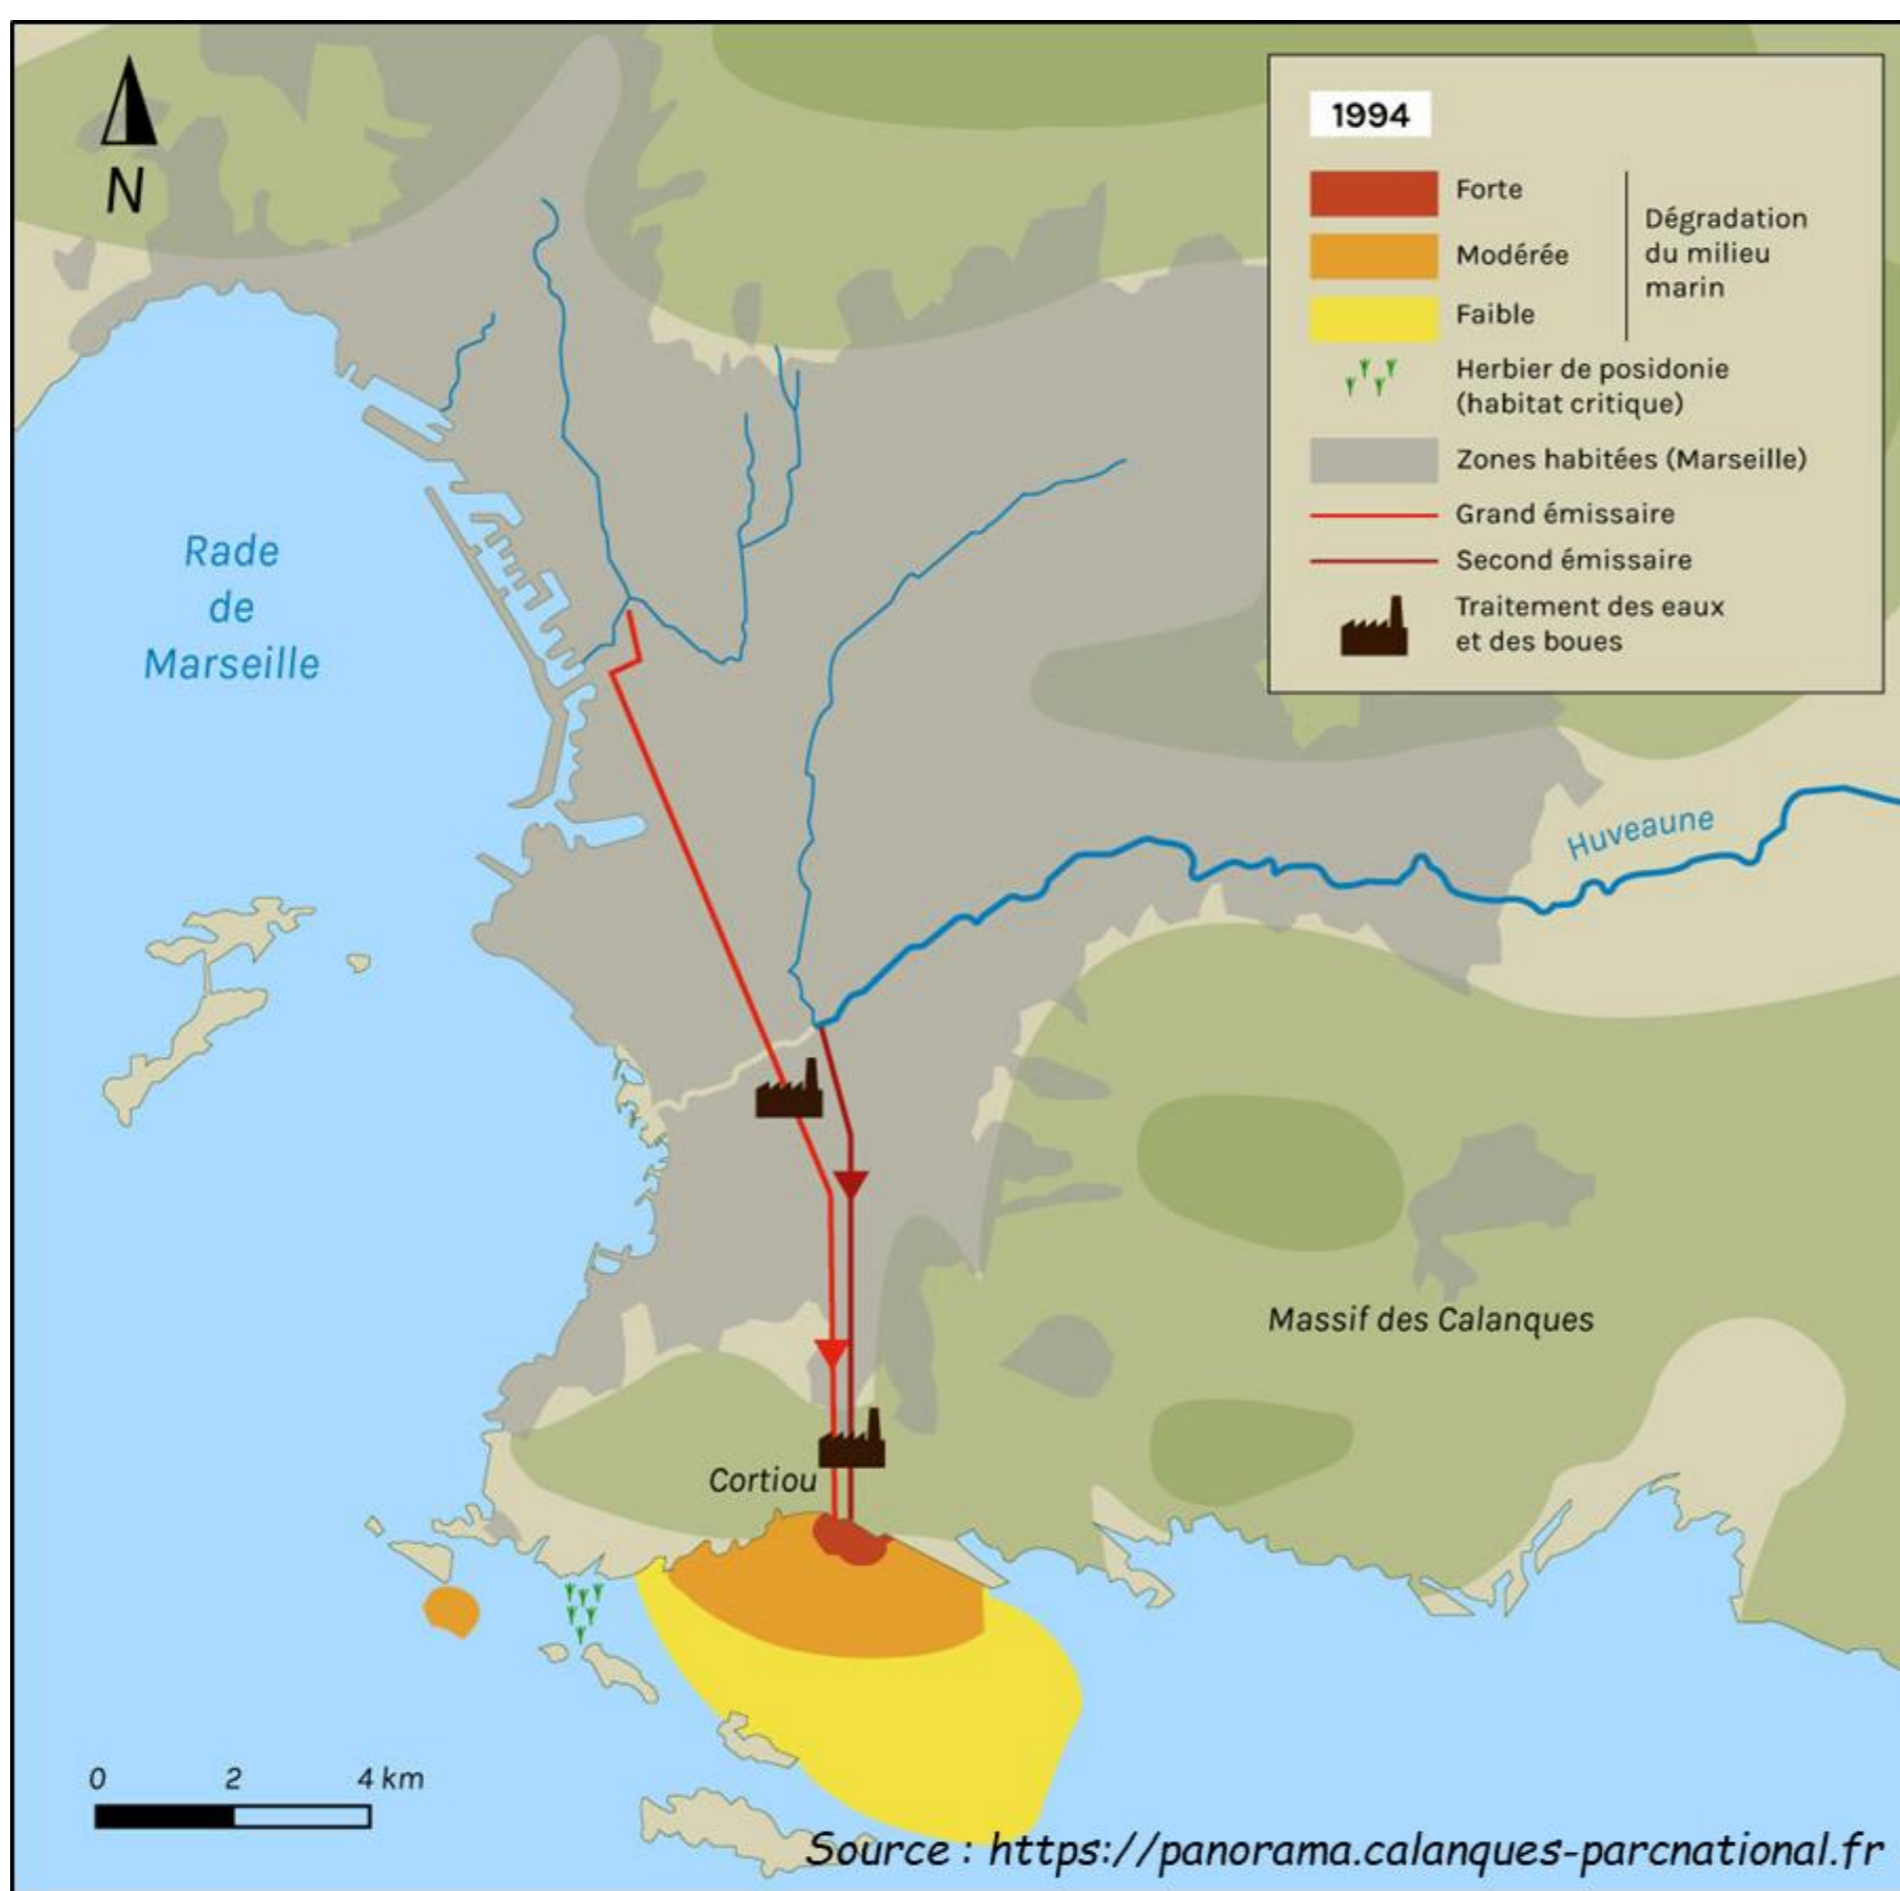 N
1994
Forte
Modérée
Faible
Dégradation
du milieu
marin
Herbier de posidonie
(habitat critique)
Zones habitées (Marseille)
Grand émissaire
Second émissaire
Traitement des eaux
et des boues
Rade
de
Marseille
Huveaune
Massif des Calanques
Cortiou
0 2 4 km
Source : https://panorama.calanques-parcnational.fr